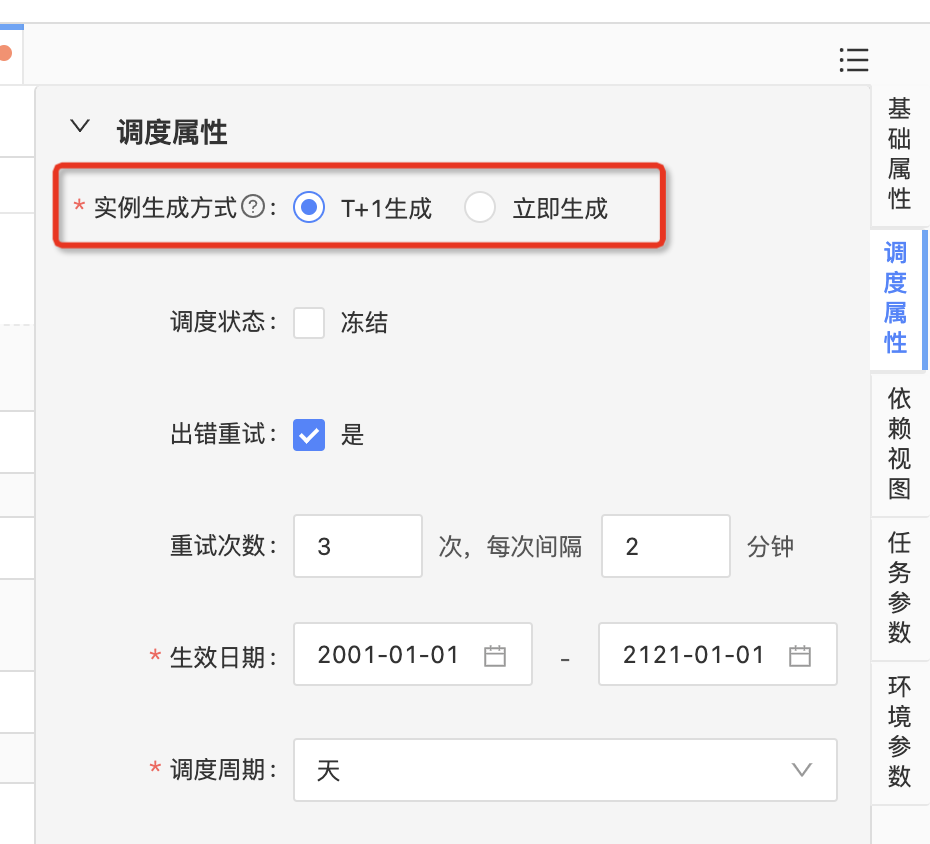 调度属性
* 实例生成方式?: T+1生成 立即生成
调度状态: 冻结
出错重试: 是
重试次数: 3 次，每次间隔 2 分钟
* 生效日期: 2001-01-01 - 2121-01-01
* 调度周期: 天
基础属性
调度属性
依赖视图
任务参数
环境参数